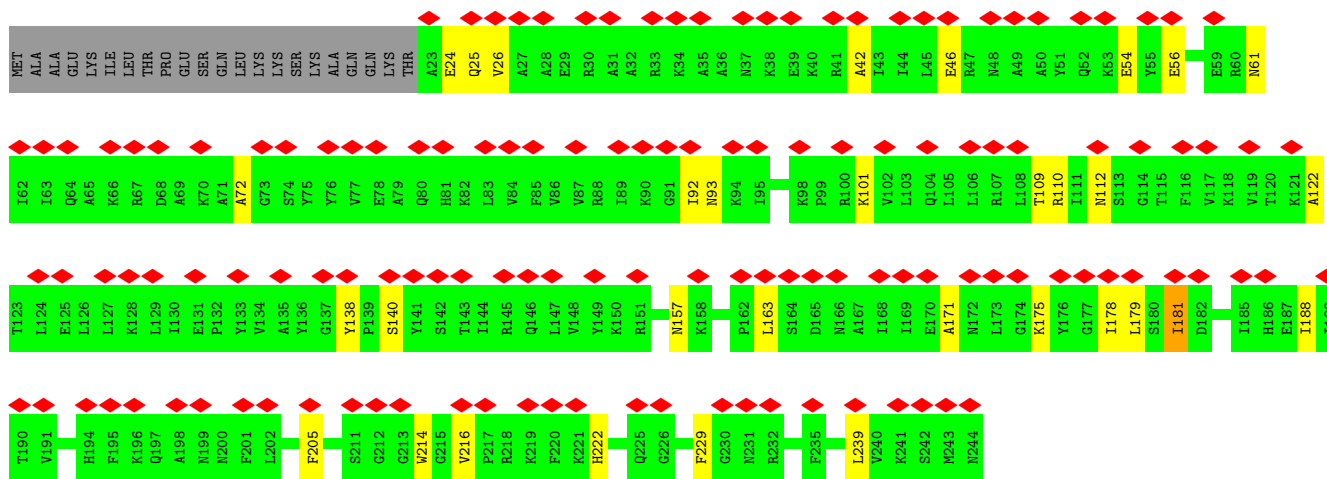 MET ALA ALA GLU LYS ILE LEU THR PRO GLU SER GLN LEU LYS LYS SER LYS ALA GLN GLN LYS THR A23 E24 Q25 V26 A27 A28 E29 R30 A31 A32 R33 K34 A35 A36 N37 K38 E39 K40 R41 A42 I43 I44 L45 E46 R47 N48 A49 A50 Y51 Q52 K53 E54 Y55 E56 E59 R60 N61
I62 I63 Q64 A65 K66 R67 D68 A69 K70 A71 A72 G73 S74 Y75 Y76 V77 E78 A79 Q80 H81 K82 L83 V84 F85 V86 V87 R88 I89 K90 G91 I92 N93 K94 I95 K98 P99 R100 K101 V102 L103 Q104 L105 L106 R107 L108 T109 R110 I111 N112 S113 G114 T115 F116 V117 K118 V119 T120 K121 A122
T123 L124 E125 L126 L127 K128 L129 I130 E131 P132 Y133 V134 A135 Y136 G137 Y138 P139 S140 Y141 S142 T143 I144 R145 Q146 L147 V148 Y149 K150 R151 N157 K158 P162 L163 S164 D165 N166 A167 I168 I169 E170 A171 N172 L173 G174 K175 Y176 G177 I178 L179 S180 I181 D182 I185 H186 E187 I188
T190 V191 H194 F195 K196 Q197 A198 N199 N200 F201 L202 F205 S211 G212 G213 W214 G215 V216 P217 R218 K219 F220 K221 H222 Q225 G226 F229 G230 N231 R232 F235 L239 V240 K241 S242 M243 N244